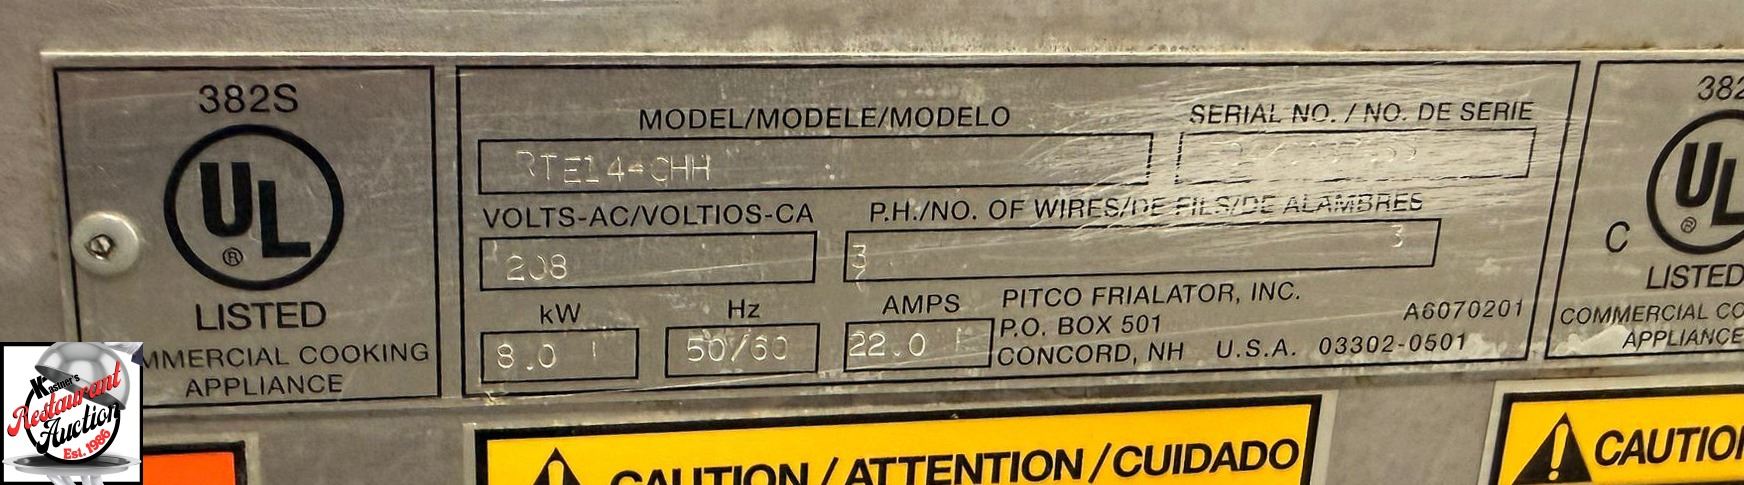 382S
UL
®
LISTED
COMMERCIAL COOKING
APPLIANCE
MODEL/MODELE/MODELO
RTE14-CHH
SERIAL NO. / NO. DE SERIE
VOLTS-AC/VOLTIOS-CA
208
P.H./NO. OF WIRES/DE FILS/DE ALAMBRES
3 3
kW
8.0
Hz
50/60
AMPS
22.0
PITCO FRIALATOR, INC.
P.O. BOX 501 A6070201
CONCORD, NH U.S.A. 03302-0501
382
C UL
®
LISTED
COMMERCIAL CO
APPLIANCE
CAUTION/ATTENTION/CUIDADO
CAUTIO
Kastner's
Restaurant
Auction
Est. 1986